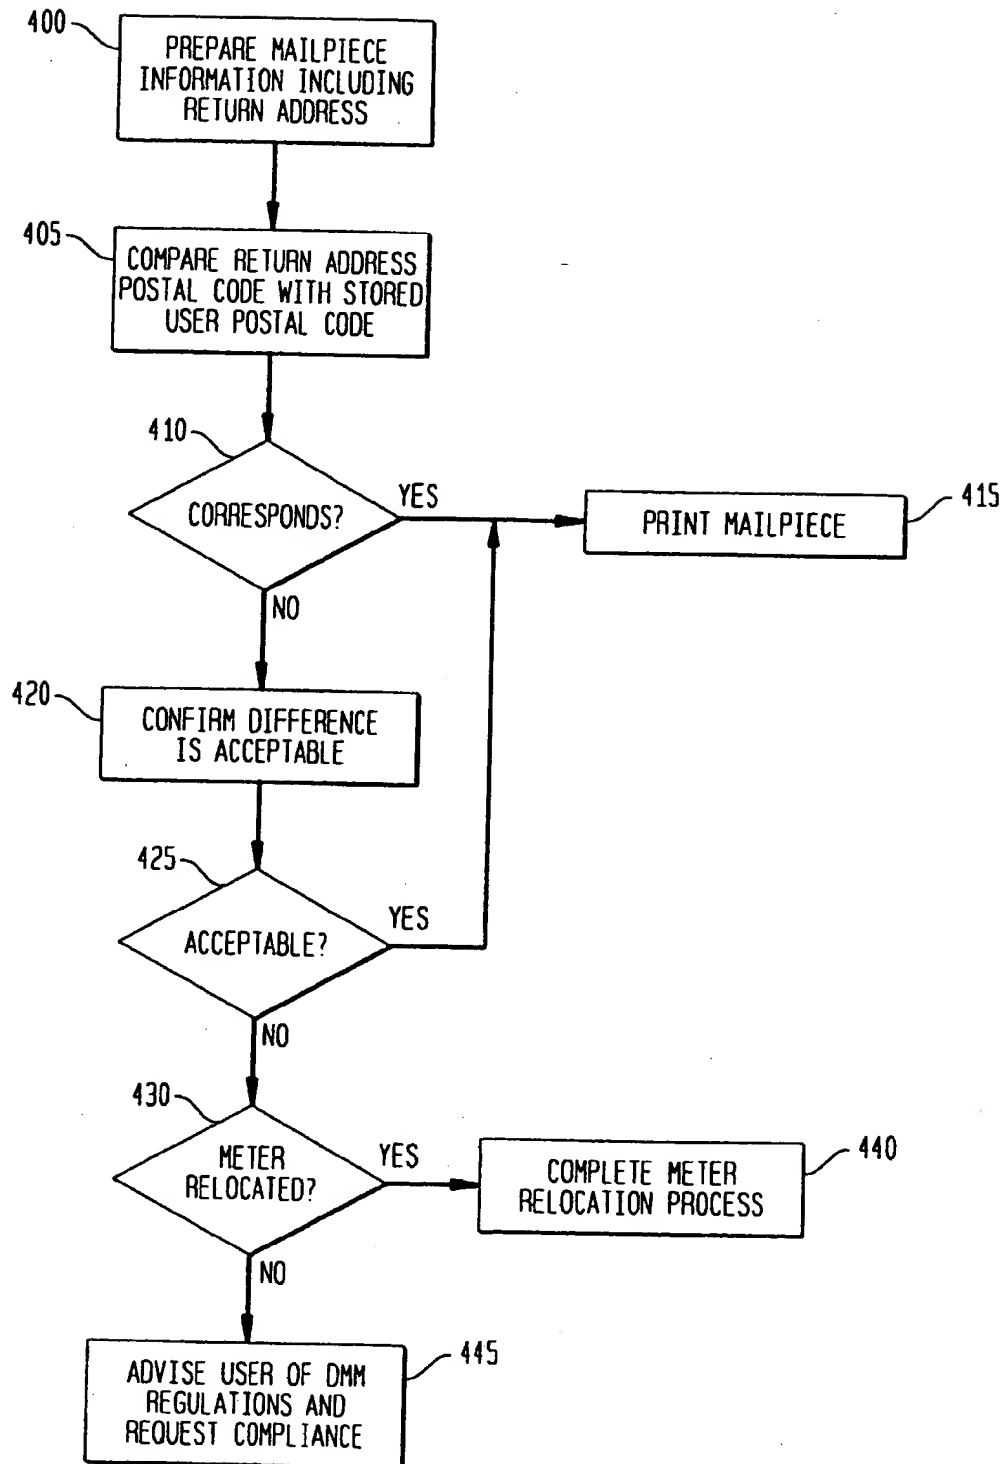 400
PREPARE MAILPIECE
INFORMATION INCLUDING
RETURN ADDRESS
405
COMPARE RETURN ADDRESS
POSTAL CODE WITH STORED
USER POSTAL CODE
410
CORRESPONDS?
YES
NO
PRINT MAILPIECE
415
420
CONFIRM DIFFERENCE
IS ACCEPTABLE
425
ACCEPTABLE?
YES
NO
430
METER
RELOCATED?
YES
NO
COMPLETE METER
RELOCATION PROCESS
440
ADVISE USER OF DMM
REGULATIONS AND
REQUEST COMPLIANCE
445